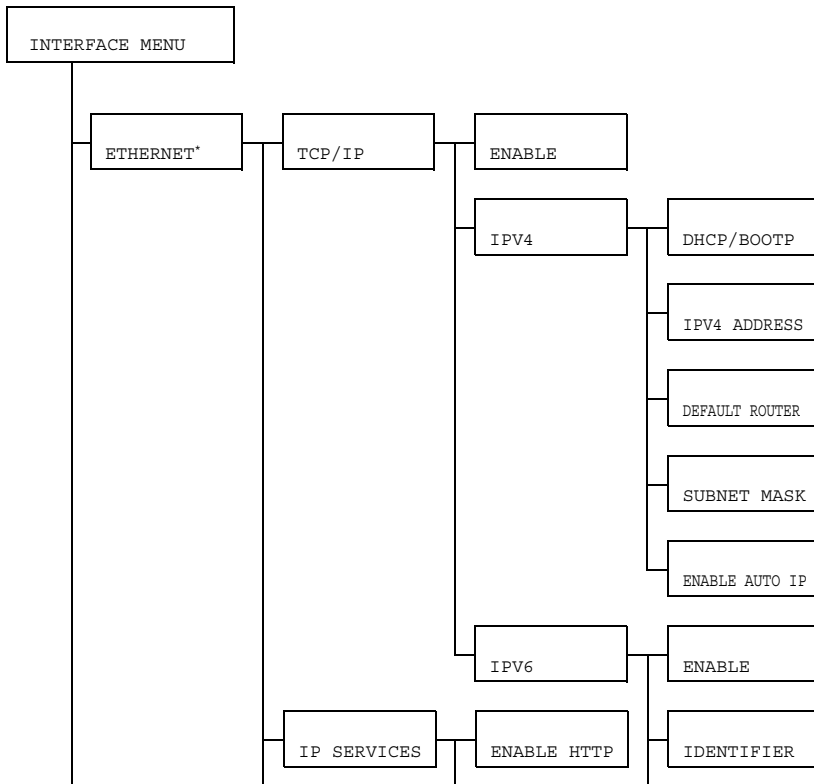 INTERFACE MENU
ETHERNET*
TCP/IP
ENABLE
IPV4
DHCP/BOOTP
IPV4 ADDRESS
DEFAULT ROUTER
SUBNET MASK
ENABLE AUTO IP
IPV6
ENABLE
IP SERVICES
ENABLE HTTP
IDENTIFIER